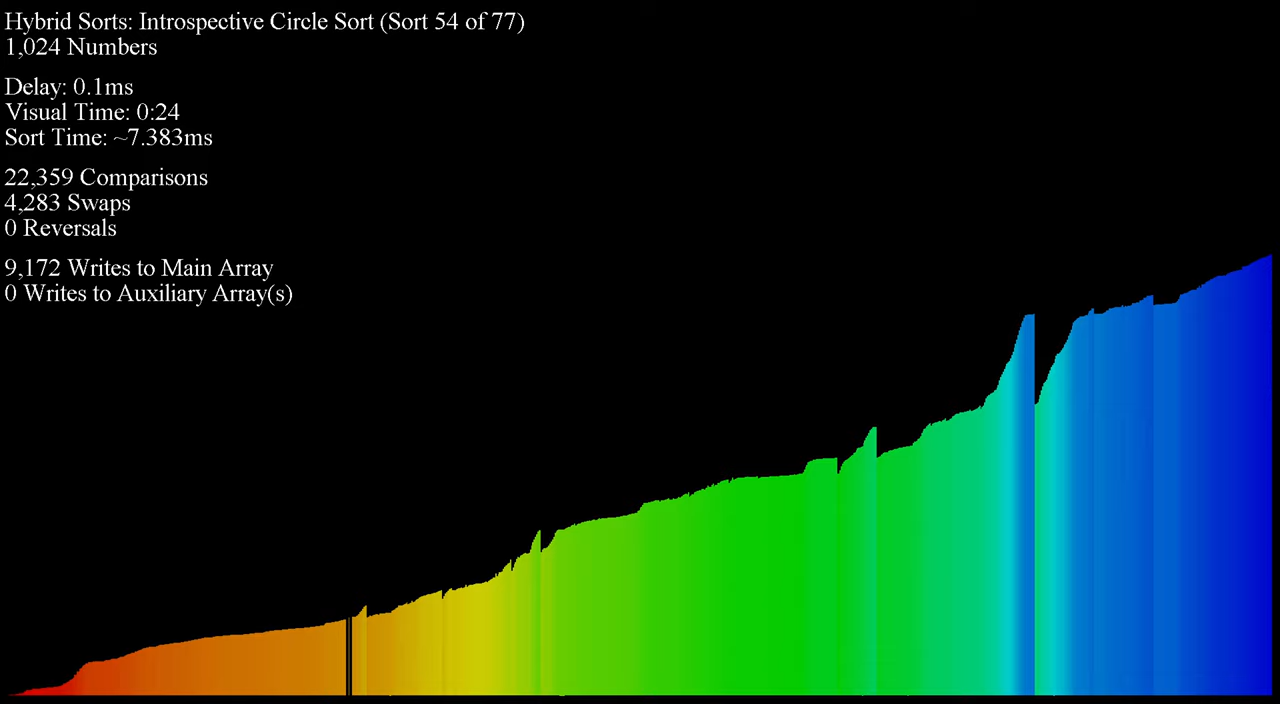 Hybrid Sorts: Introspective Circle Sort (Sort 54 of 77)
1,024 Numbers
Delay: 0.1ms
Visual Time: 0:24
Sort Time: ~7.383ms
22,359 Comparisons
4,283 Swaps
0 Reversals
9,172 Writes to Main Array
0 Writes to Auxiliary Array(s)